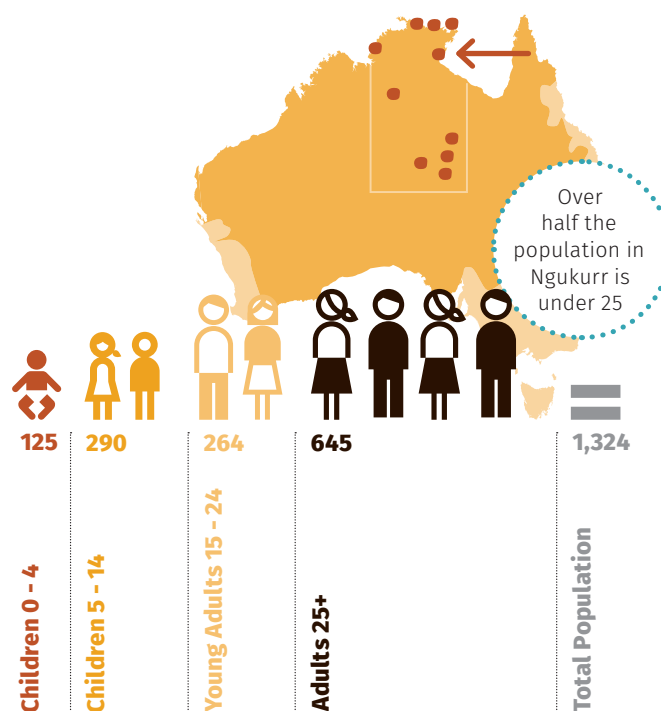 Over
half the
population in
Ngukurr is
under 25
125
290
264
645
1,324
Children 0 - 4
Children 5 - 14
Young Adults 15 - 24
Adults 25+
Total Population